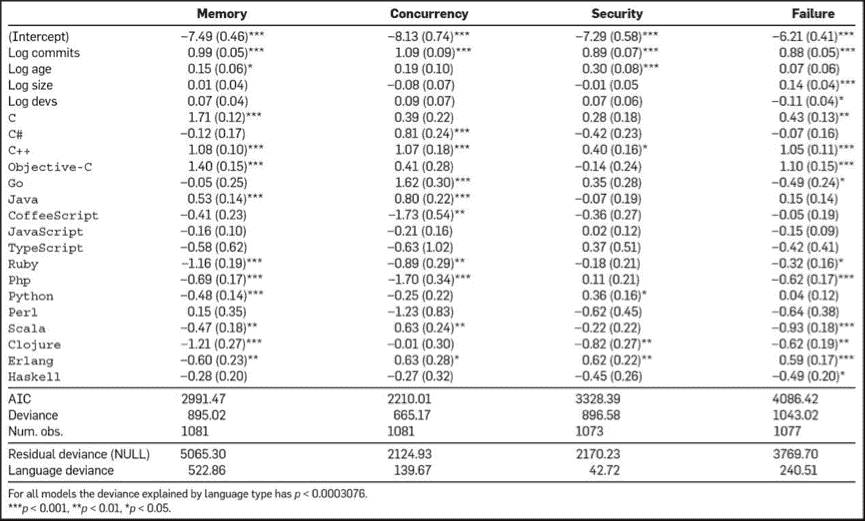 Memory Concurrency Security Failure
(Intercept) −7.49 (0.46)*** −8.13 (0.74)*** −7.29 (0.58)*** −6.21 (0.41)***
Log commits 0.99 (0.05)*** 1.09 (0.09)*** 0.89 (0.07)*** 0.88 (0.05)***
Log age 0.15 (0.06)* 0.19 (0.10) 0.30 (0.08)*** 0.07 (0.06)
Log size 0.01 (0.04) −0.08 (0.07) −0.01 (0.05 0.14 (0.04)***
Log devs 0.07 (0.04) 0.09 (0.07) 0.07 (0.06) −0.11 (0.04)*
C 1.71 (0.12)*** 0.39 (0.22) 0.28 (0.18) 0.43 (0.13)**
C# −0.12 (0.17) 0.81 (0.24)*** −0.42 (0.23) −0.07 (0.16)
C++ 1.08 (0.10)*** 1.07 (0.18)*** 0.40 (0.16)* 1.05 (0.11)***
Objective-C 1.40 (0.15)*** 0.41 (0.28) −0.14 (0.24) 1.10 (0.15)***
Go −0.05 (0.25) 1.62 (0.30)*** 0.35 (0.28) −0.49 (0.24)*
Java 0.53 (0.14)*** 0.80 (0.22)*** −0.07 (0.19) 0.15 (0.14)
CoffeeScript −0.41 (0.23) −1.73 (0.54)** −0.36 (0.27) −0.05 (0.19)
JavaScript −0.16 (0.10) −0.21 (0.16) 0.02 (0.12) −0.15 (0.09)
TypeScript −0.58 (0.62) −0.63 (1.02) 0.37 (0.51) −0.42 (0.41)
Ruby −1.16 (0.19)*** −0.89 (0.29)** −0.18 (0.21) −0.32 (0.16)*
Php −0.69 (0.17)*** −1.70 (0.34)*** 0.11 (0.21) −0.62 (0.17)***
Python −0.48 (0.14)*** −0.25 (0.22) 0.36 (0.16)* 0.04 (0.12)
Perl 0.15 (0.35) −1.23 (0.83) −0.62 (0.45) −0.64 (0.38)
Scala −0.47 (0.18)** 0.63 (0.24)** −0.22 (0.22) −0.93 (0.18)***
Clojure −1.21 (0.27)*** −0.01 (0.30) −0.82 (0.27)** −0.62 (0.19)**
Erlang −0.60 (0.23)** 0.63 (0.28)* 0.62 (0.22)** 0.59 (0.17)***
Haskell −0.28 (0.20) −0.27 (0.32) −0.45 (0.26) −0.49 (0.20)*
AIC 2991.47 2210.01 3328.39 4086.42
Deviance 895.02 665.17 896.58 1043.02
Num. obs. 1081 1081 1073 1077
Residual deviance (NULL) 5065.30 2124.93 2170.23 3769.70
Language deviance 522.86 139.67 42.72 240.51
For all models the deviance explained by language type has p < 0.0003076.
***p < 0.001, **p < 0.01, *p < 0.05.